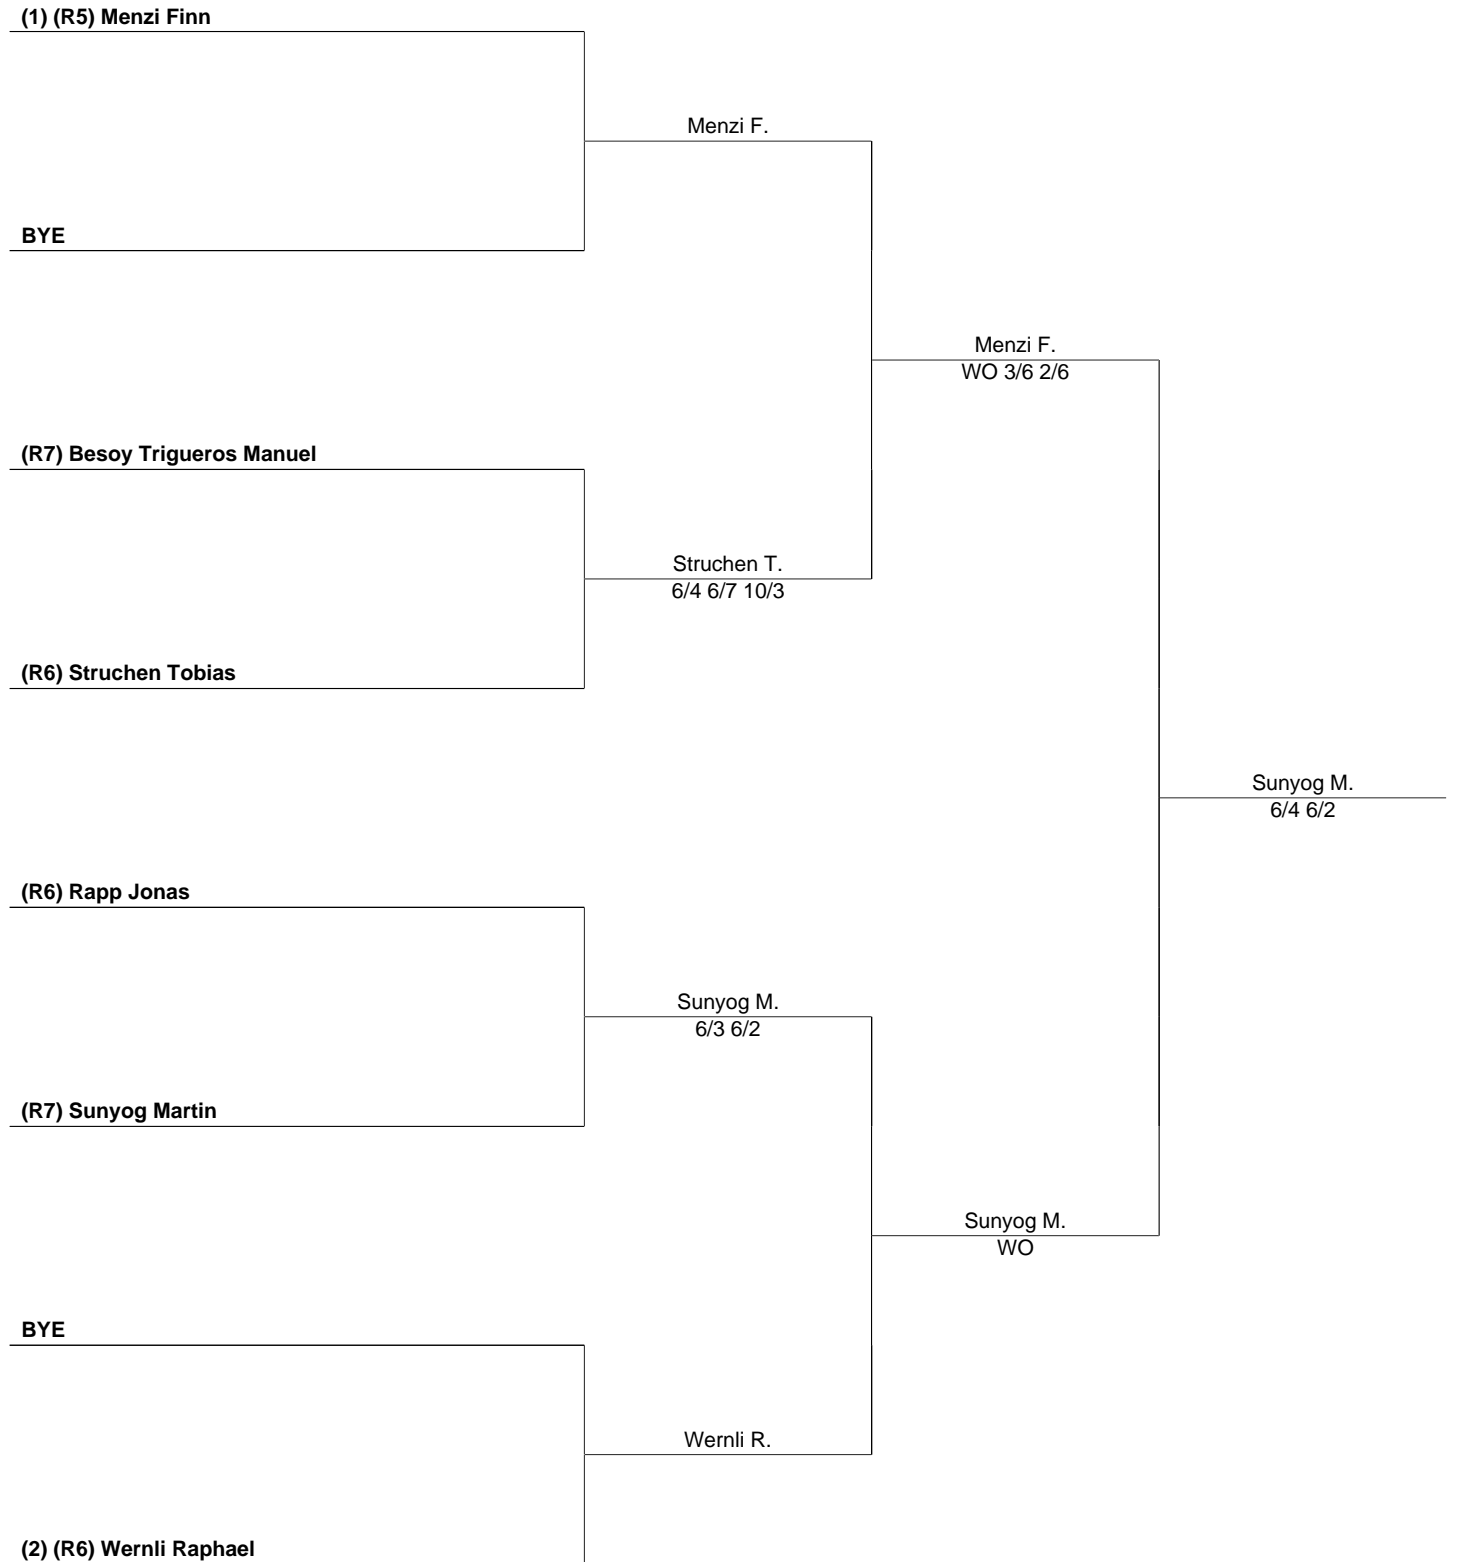 (1) (R5) Menzi Finn
Menzi F.
BYE
Menzi F.
WO 3/6 2/6
(R7) Besoy Trigueros Manuel
Struchen T.
6/4 6/7 10/3
(R6) Struchen Tobias
Sunyog M.
6/4 6/2
(R6) Rapp Jonas
Sunyog M.
6/3 6/2
(R7) Sunyog Martin
Sunyog M.
WO
BYE
Wernli R.
(2) (R6) Wernli Raphael